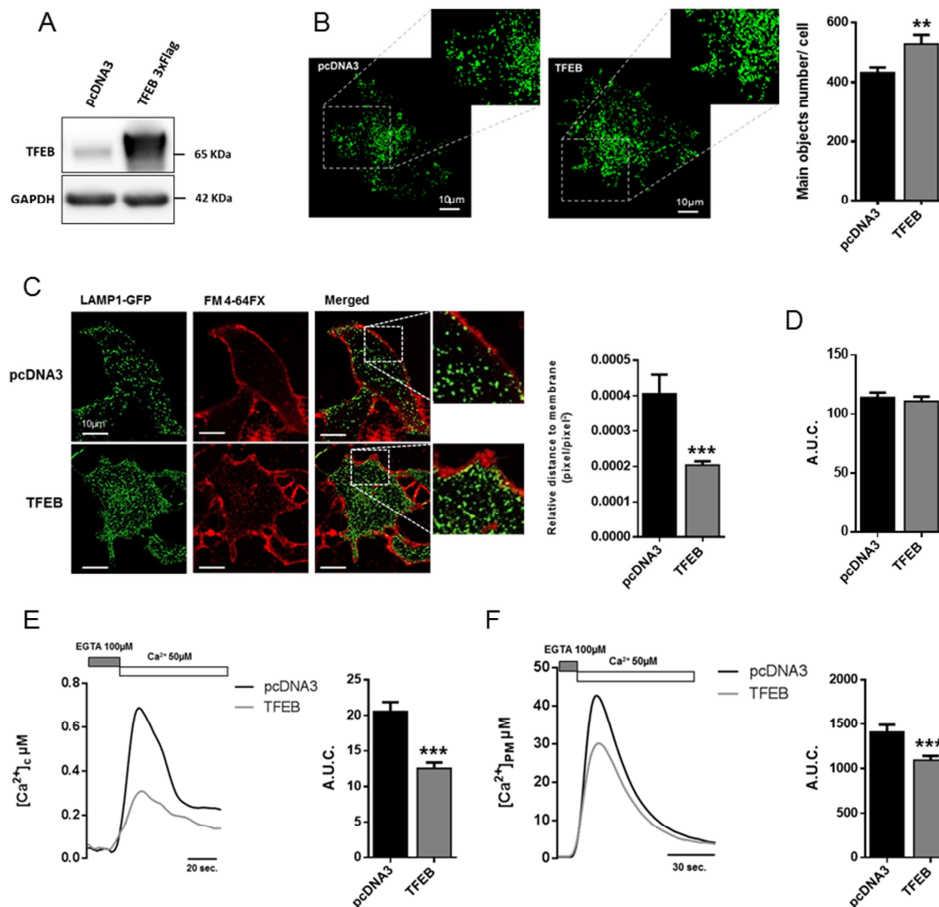 A
pcDNA3
TFEB 3xFlag
TFEB
65 KDa
GAPDH
42 KDa
B
pcDNA3
10µm
TFEB
10µm
Main objects number/ cell
600
400
200
0
**
pcDNA3
TFEB
C
LAMP1-GFP
FM 4-64FX
Merged
pcDNA3
10µm
TFEB
Relative distance to membrane
(pixel/pixel²)
0.0005
0.0004
0.0003
0.0002
0.0001
0.0000
***
pcDNA3
TFEB
D
A.U.C.
150
100
50
0
pcDNA3
TFEB
E
EGTA 100µM
Ca²⁺ 50µM
pcDNA3
TFEB
[Ca²⁺]c µM
0.8
0.6
0.4
0.2
0.0
20 sec.
A.U.C.
25
20
15
10
5
0
***
pcDNA3
TFEB
F
EGTA 100µM
Ca²⁺ 50µM
pcDNA3
TFEB
[Ca²⁺]PM µM
50
40
30
20
10
0
30 sec.
A.U.C.
2000
1500
1000
500
0
***
pcDNA3
TFEB